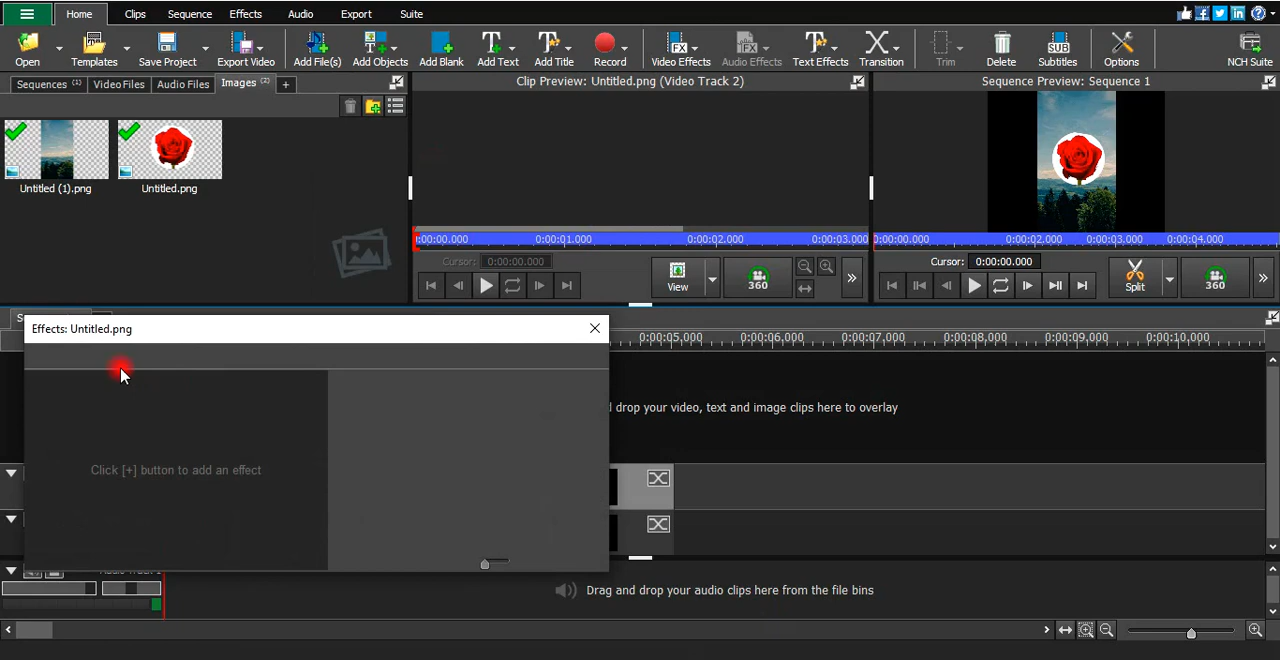 Home Clips Sequence Effects Audio Export Suite
Open Templates Save Project Export Video Add File(s) Add Objects Add Blank Add Text Add Title Record Video Effects Audio Effects Text Effects Transition Trim Delete Subtitles Options NCH Suite
FX FX SUB
Sequences (1) Video Files Audio Files Images (2) +
Clip Preview: Untitled.png (Video Track 2)
Sequence Preview: Sequence 1
Untitled (1).png Untitled.png
0:00:00.000 0:00:01.000 0:00:02.000 0:00:03.000
0:00:00.000 0:00:02.000 0:00:03.000 0:00:04.000
Cursor: 0:00:00.000
Cursor: 0:00:00.000
View 360
Split 360
Effects: Untitled.png
0:00:05.000 0:00:06.000 0:00:07.000 0:00:08.000 0:00:09.000 0:00:10.000
drop your video, text and image clips here to overlay
Click [+] button to add an effect
Drag and drop your audio clips here from the file bins